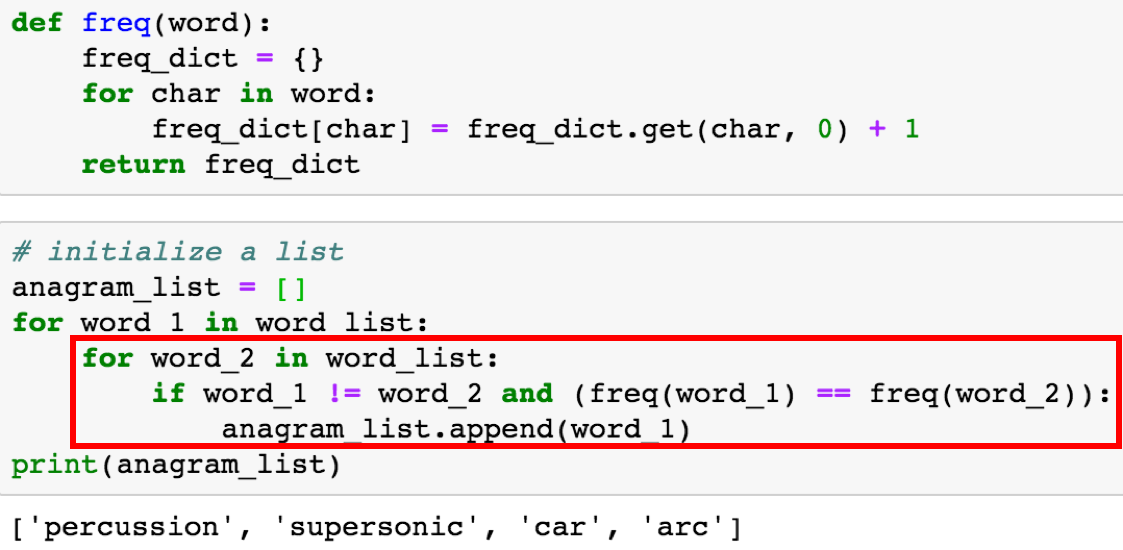 def freq(word):
    freq_dict = {}
    for char in word:
        freq_dict[char] = freq_dict.get(char, 0) + 1
    return freq_dict
# initialize a list
anagram_list = []
for word_1 in word_list:
    for word_2 in word_list:
        if word_1 != word_2 and (freq(word_1) == freq(word_2)):
            anagram_list.append(word_1)
print(anagram_list)
['percussion', 'supersonic', 'car', 'arc']